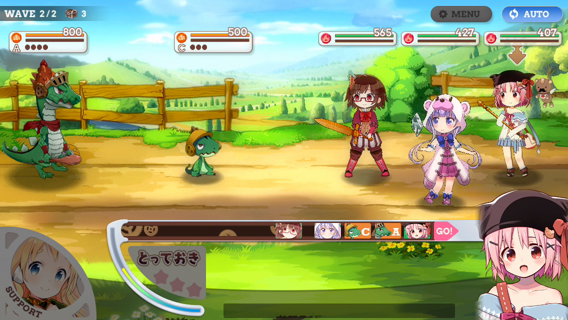 WAVE 2/2 3
MENU
AUTO
800
500
565
427
407
A
C
C
A
GO!
とっておき
SUPPORT